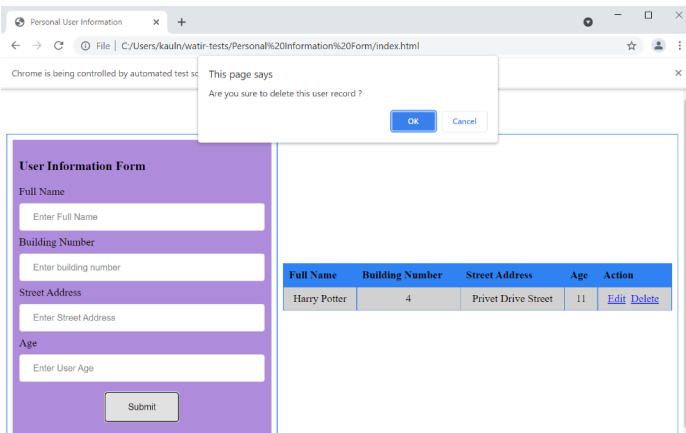 Personal User Information
File | C:/Users/kauln/watir-tests/Personal%20Information%20Form/index.html
Chrome is being controlled by automated test
This page says
Are you sure to delete this user record ?
OK Cancel
User Information Form
Full Name
Enter Full Name
Building Number
Enter building number
Street Address
Enter Street Address
Age
Enter User Age
Submit
Full Name Building Number Street Address Age Action
Harry Potter 4 Privet Drive Street 11 Edit Delete